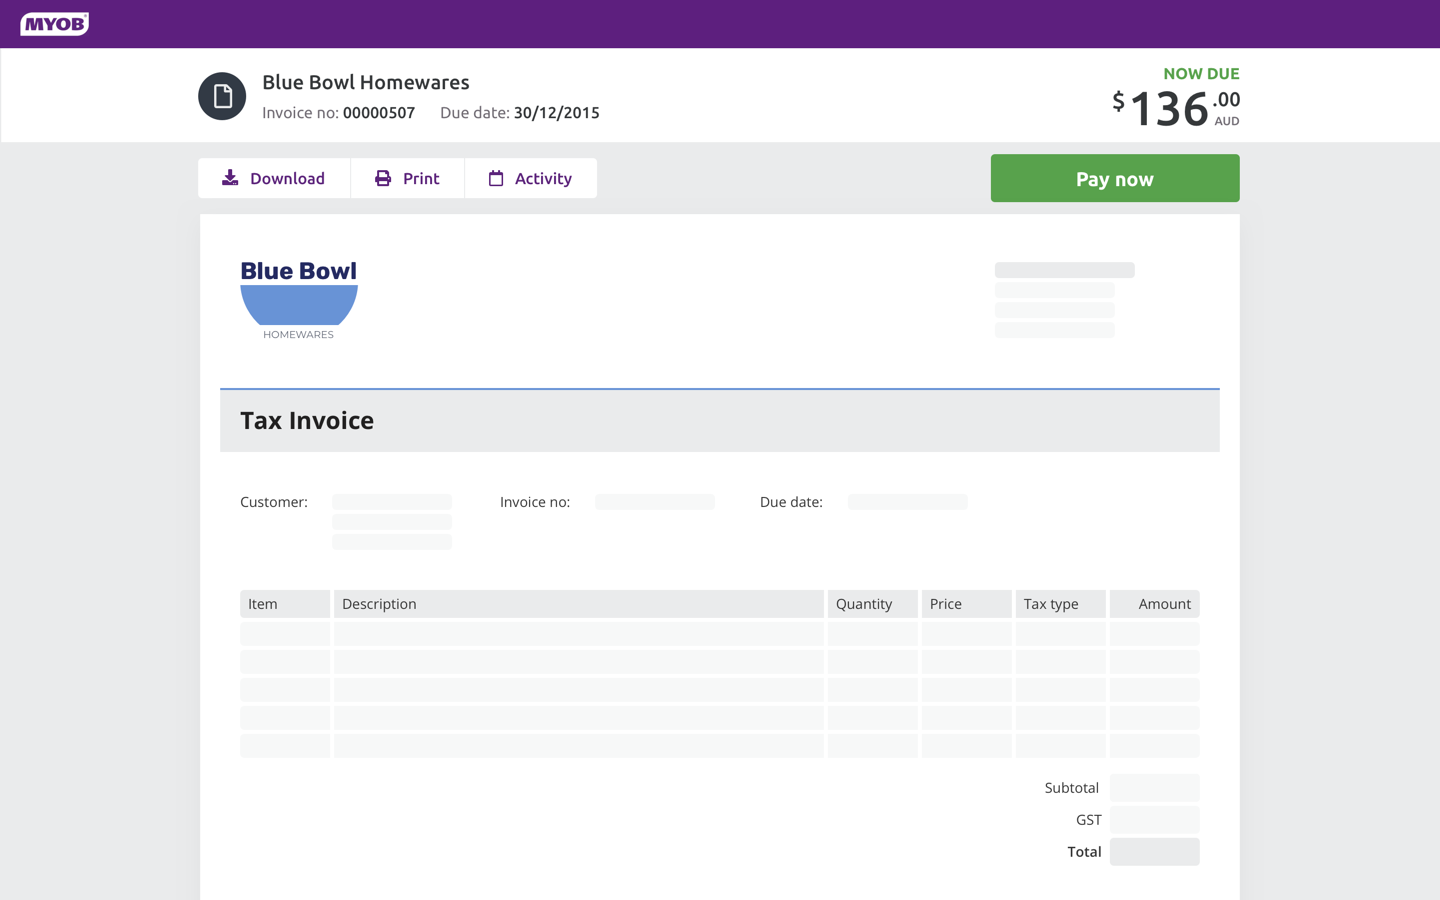 MYOB
Blue Bowl Homewares
Invoice no: 00000507 Due date: 30/12/2015
NOW DUE
$136.00
AUD
Download Print Activity
Pay now
Blue Bowl
HOMEWARES
Tax Invoice
Customer: Invoice no: Due date:
Item Description Quantity Price Tax type Amount
Subtotal
GST
Total